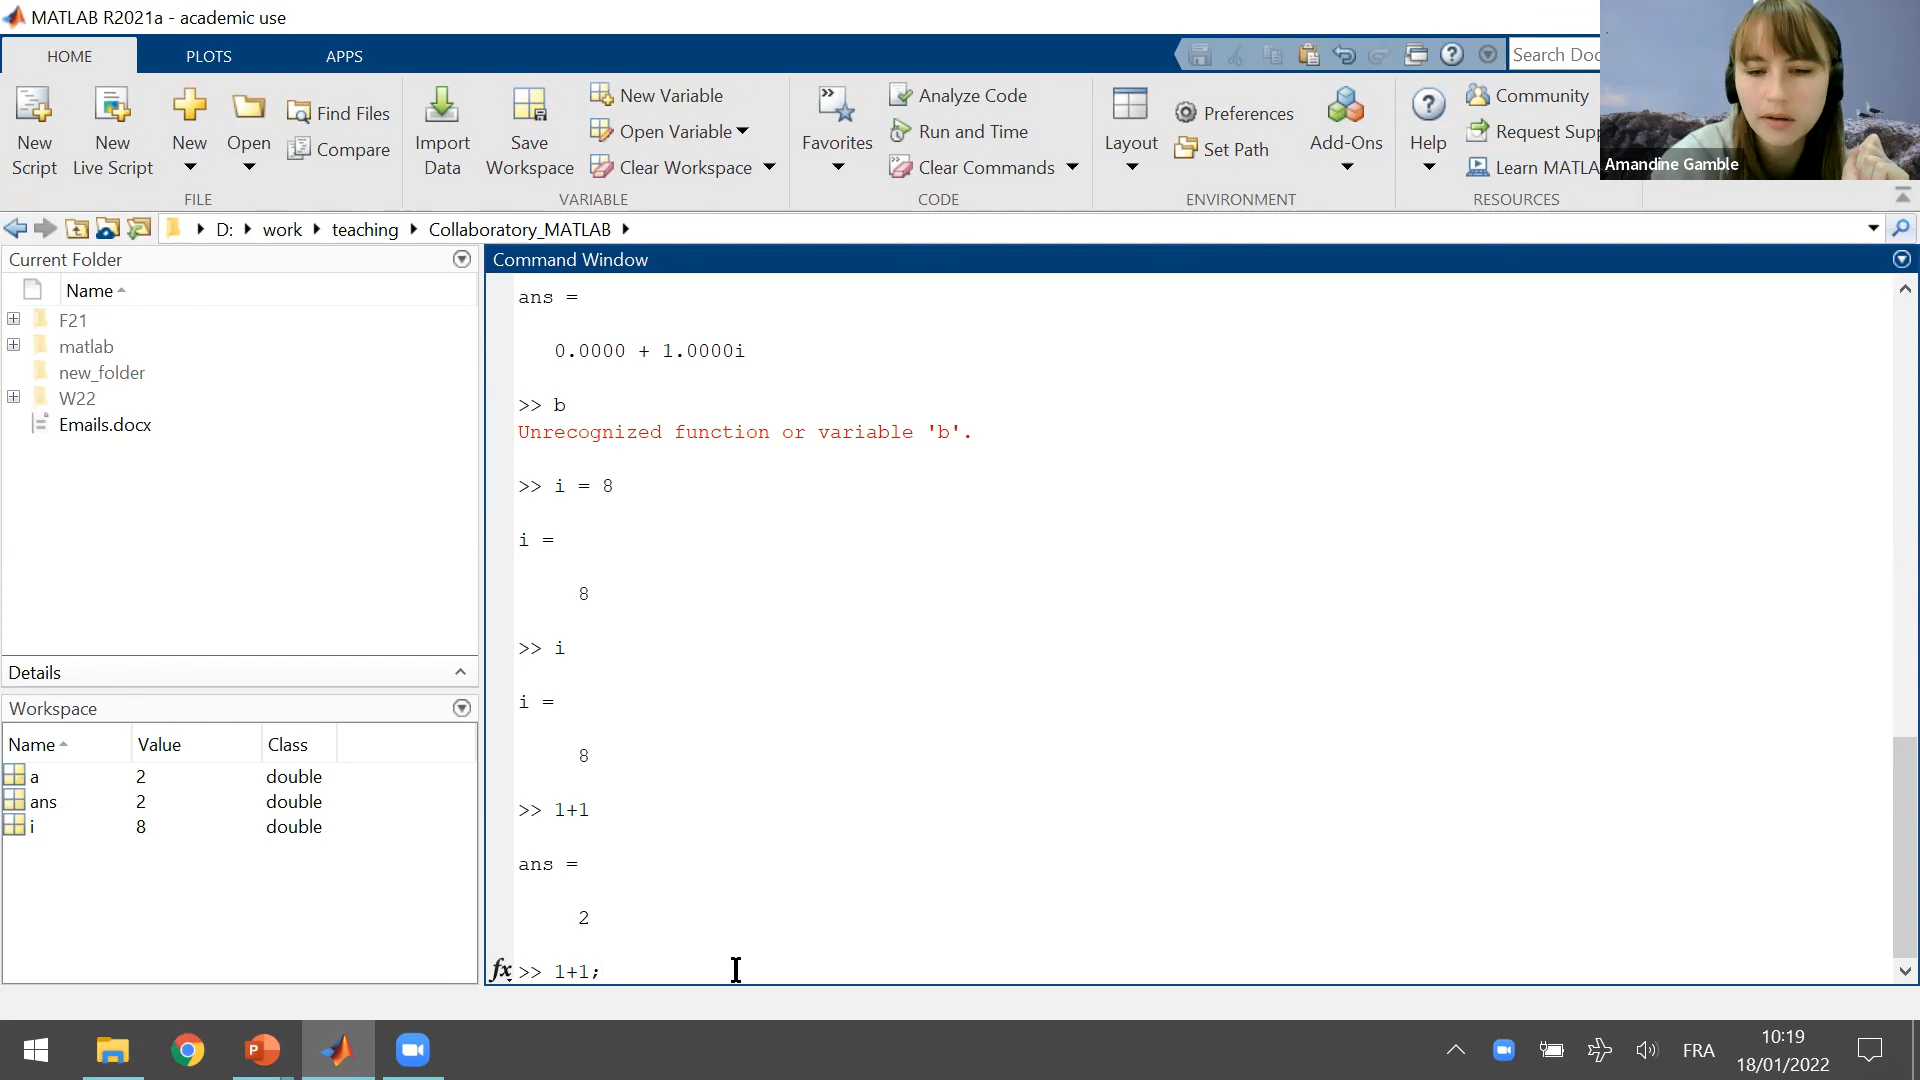 MATLAB R2021a - academic use
HOME PLOTS APPS
Search Doc
New Script
New Live Script
New
Open
Find Files
Compare
FILE
Import Data
Save Workspace
New Variable
Open Variable
Clear Workspace
VARIABLE
Favorites
Analyze Code
Run and Time
Clear Commands
CODE
Layout
Preferences
Set Path
Add-Ons
ENVIRONMENT
Help
Community
Request Supp
Learn MATLA
RESOURCES
Amandine Gamble
D: work teaching Collaboratory_MATLAB
Current Folder
Name
F21
matlab
new_folder
W22
Emails.docx
Details
Workspace
Name Value Class
a 2 double
ans 2 double
i 8 double
Command Window
ans =
0.0000 + 1.0000i
>> b
Unrecognized function or variable 'b'.
>> i = 8
i =
8
>> i
i =
8
>> 1+1
ans =
2
fx >> 1+1;
FRA
10:19
18/01/2022